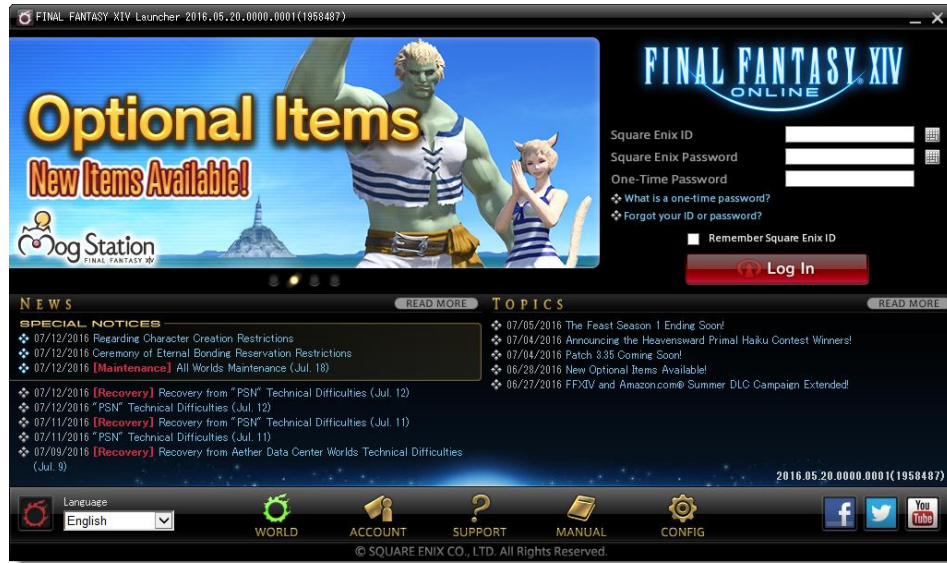 FINAL FANTASY XIV Launcher 2016.05.20.0000.0001(1958487)
Optional Items
New Items Available!
Mog Station
FINAL FANTASY XIV
FINAL FANTASY XIV
ONLINE
Square Enix ID
Square Enix Password
One-Time Password
What is a one-time password?
Forgot your ID or password?
Remember Square Enix ID
Log In
NEWS
READ MORE
SPECIAL NOTICES
07/12/2016 Regarding Character Creation Restrictions
07/12/2016 Ceremony of Eternal Bonding Reservation Restrictions
07/12/2016 [Maintenance] All Worlds Maintenance (Jul. 18)
07/12/2016 [Recovery] Recovery from "PSN" Technical Difficulties (Jul. 12)
07/12/2016 "PSN" Technical Difficulties (Jul. 12)
07/11/2016 [Recovery] Recovery from "PSN" Technical Difficulties (Jul. 11)
07/11/2016 "PSN" Technical Difficulties (Jul. 11)
07/09/2016 [Recovery] Recovery from Aether Data Center Worlds Technical Difficulties
(Jul. 9)
TOPICS
READ MORE
07/05/2016 The Feast Season 1 Ending Soon!
07/04/2016 Announcing the Heavensward Primal Haiku Contest Winners!
07/04/2016 Patch 3.35 Coming Soon!
06/28/2016 New Optional Items Available!
06/27/2016 FFXIV and Amazon.com® Summer DLC Campaign Extended!
2016.05.20.0000.0001(1958487)
Language
English
WORLD
ACCOUNT
SUPPORT
MANUAL
CONFIG
f
You
Tube
© SQUARE ENIX CO., LTD. All Rights Reserved.